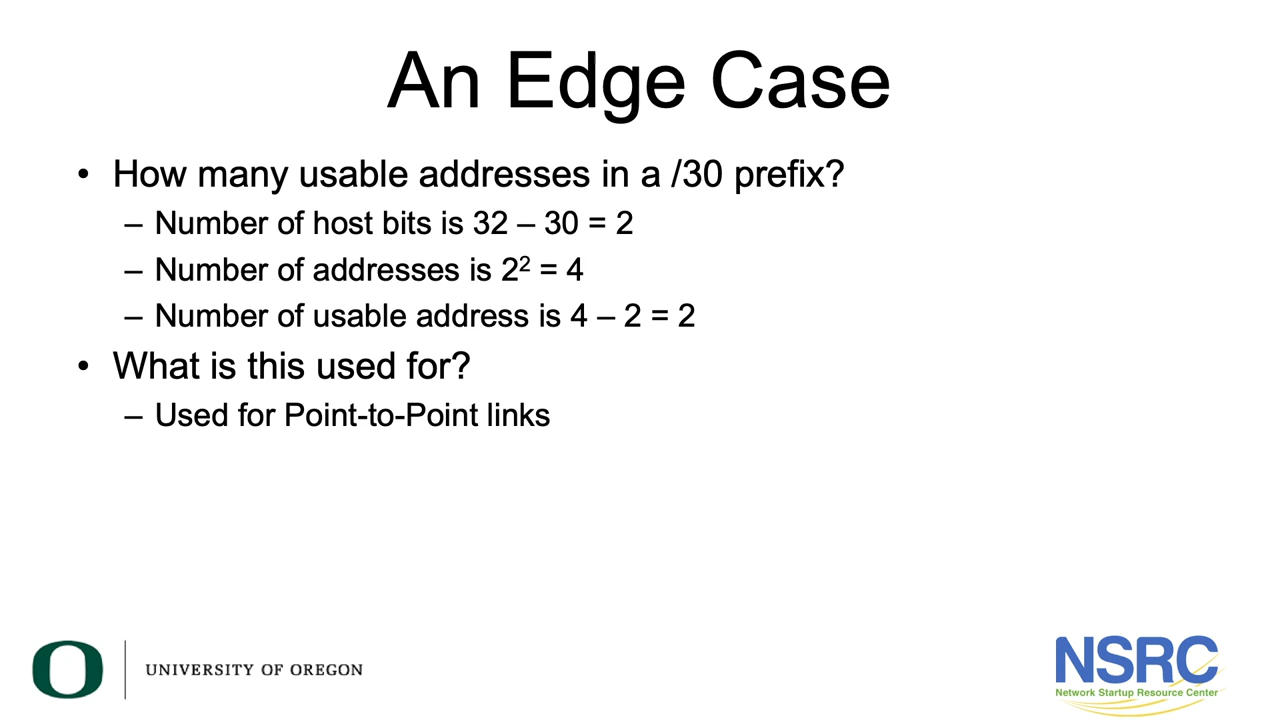 An Edge Case
• How many usable addresses in a /30 prefix?
– Number of host bits is 32 – 30 = 2
– Number of addresses is 2² = 4
– Number of usable address is 4 – 2 = 2
• What is this used for?
– Used for Point-to-Point links
O
UNIVERSITY OF OREGON
NSRC
Network Startup Resource Center